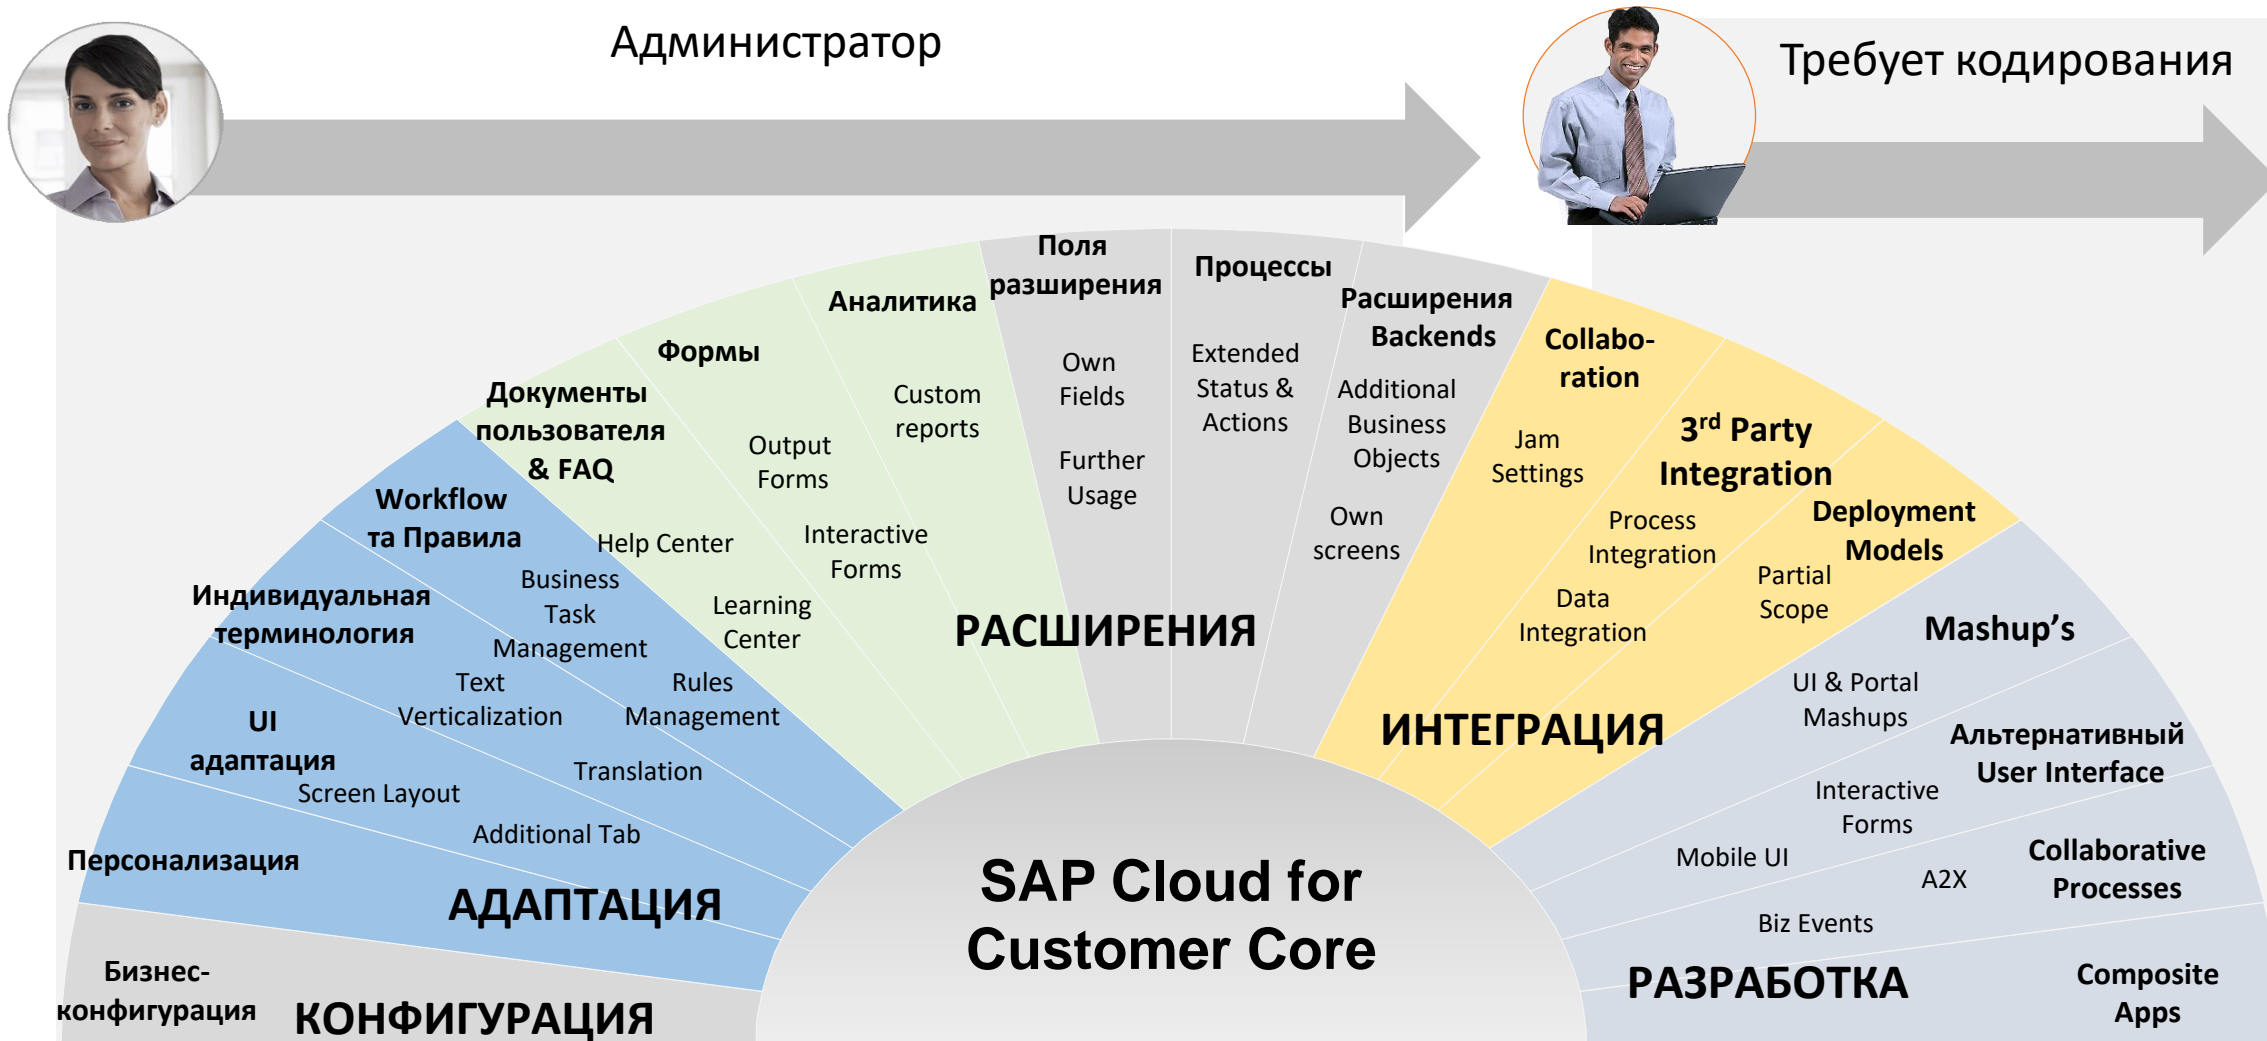 Администратор
Требует кодирования
Поля
разширения
Процессы
Расширения
Backends
Аналитика
Формы
Документы
пользователя
& FAQ
Workflow
та Правила
Индивидуальная
терминология
UI
адаптация
Персонализация
Бизнес-
конфигурация
Own
Fields
Further
Usage
Extended
Status &
Actions
Additional
Business
Objects
Own
screens
Custom
reports
Output
Forms
Interactive
Forms
Help Center
Learning
Center
Business
Task
Management
Rules
Management
Text
Verticalization
Translation
Screen Layout
Additional Tab
Collabo-
ration
Jam
Settings
3rd Party
Integration
Process
Integration
Data
Integration
Deployment
Models
Partial
Scope
Mashup’s
UI & Portal
Mashups
Альтернативный
User Interface
Interactive
Forms
Mobile UI
Collaborative
Processes
A2X
Biz Events
Composite
Apps
РАСШИРЕНИЯ
ИНТЕГРАЦИЯ
АДАПТАЦИЯ
РАЗРАБОТКА
КОНФИГУРАЦИЯ
SAP Cloud for
Customer Core